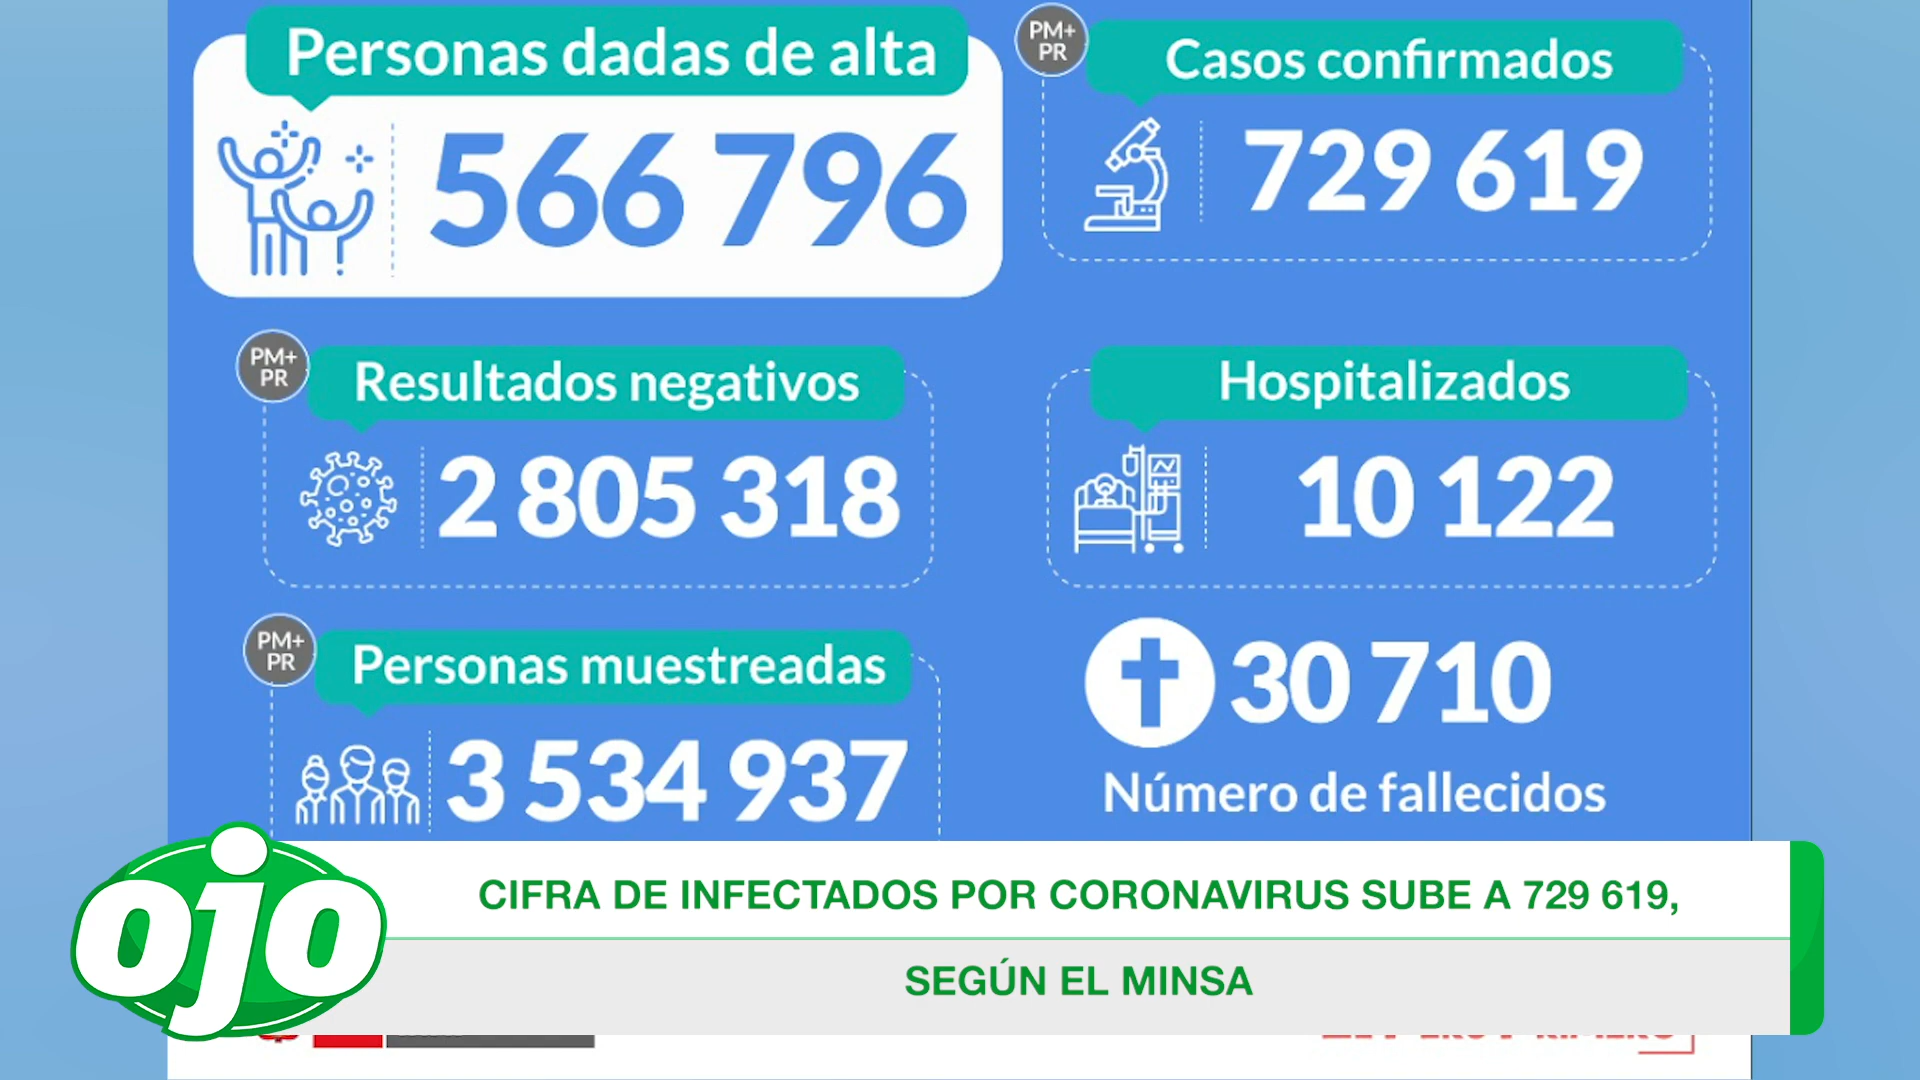 Personas dadas de alta
566 796
PM+
PR
Casos confirmados
729 619
PM+
PR
Resultados negativos
2 805 318
Hospitalizados
10 122
PM+
PR
Personas muestreadas
3 534 937
30 710
Número de fallecidos
ojo
CIFRA DE INFECTADOS POR CORONAVIRUS SUBE A 729 619,
SEGÚN EL MINSA